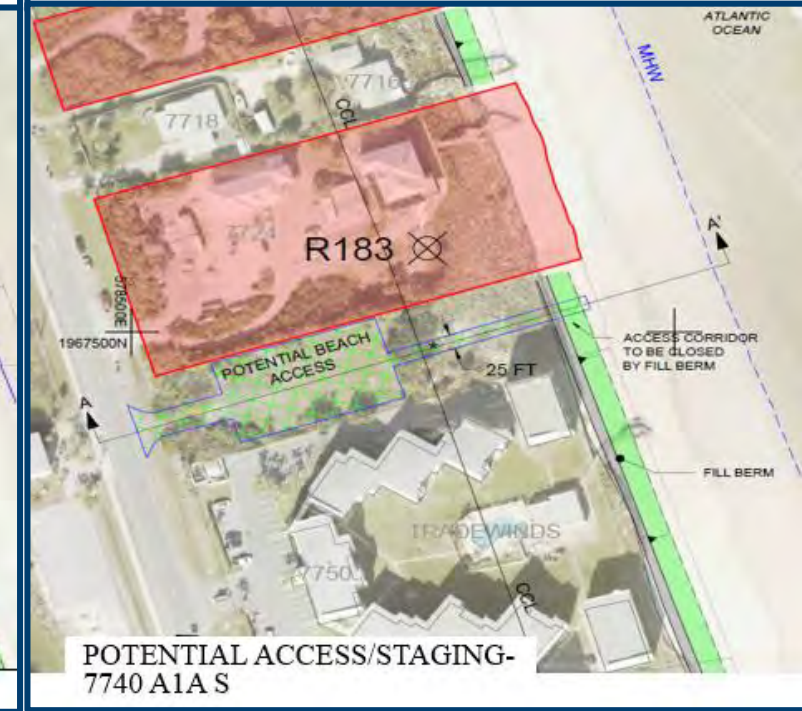 ATLANTIC
OCEAN
MHW
7716
CCL
7718
7724
R183
A'
578500E
1967500N
POTENTIAL BEACH
ACCESS
25 FT
ACCESS CORRIDOR
TO BE CLOSED
BY FILL BERM
A
FILL BERM
TRADEWINDS
7750
CCL
POTENTIAL ACCESS/STAGING-
7740 A1A S